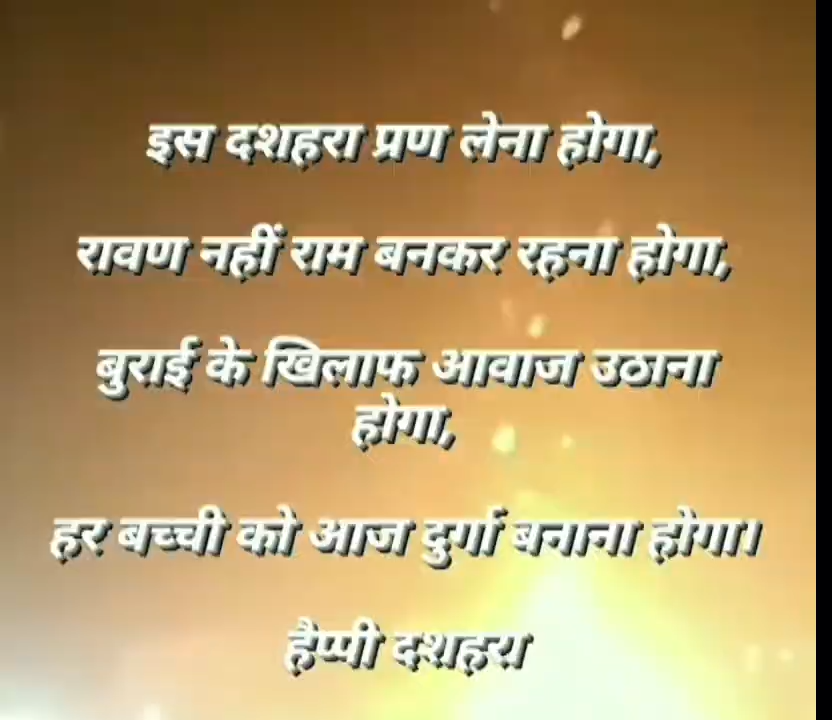 इस दशहरा प्रण लेना होगा,
रावण नहीं राम बनकर रहना होगा,
बुराई के खिलाफ आवाज उठाना
होगा,
हर बच्ची को आज दुर्गा बनाना होगा।
हैप्पी दशहरा